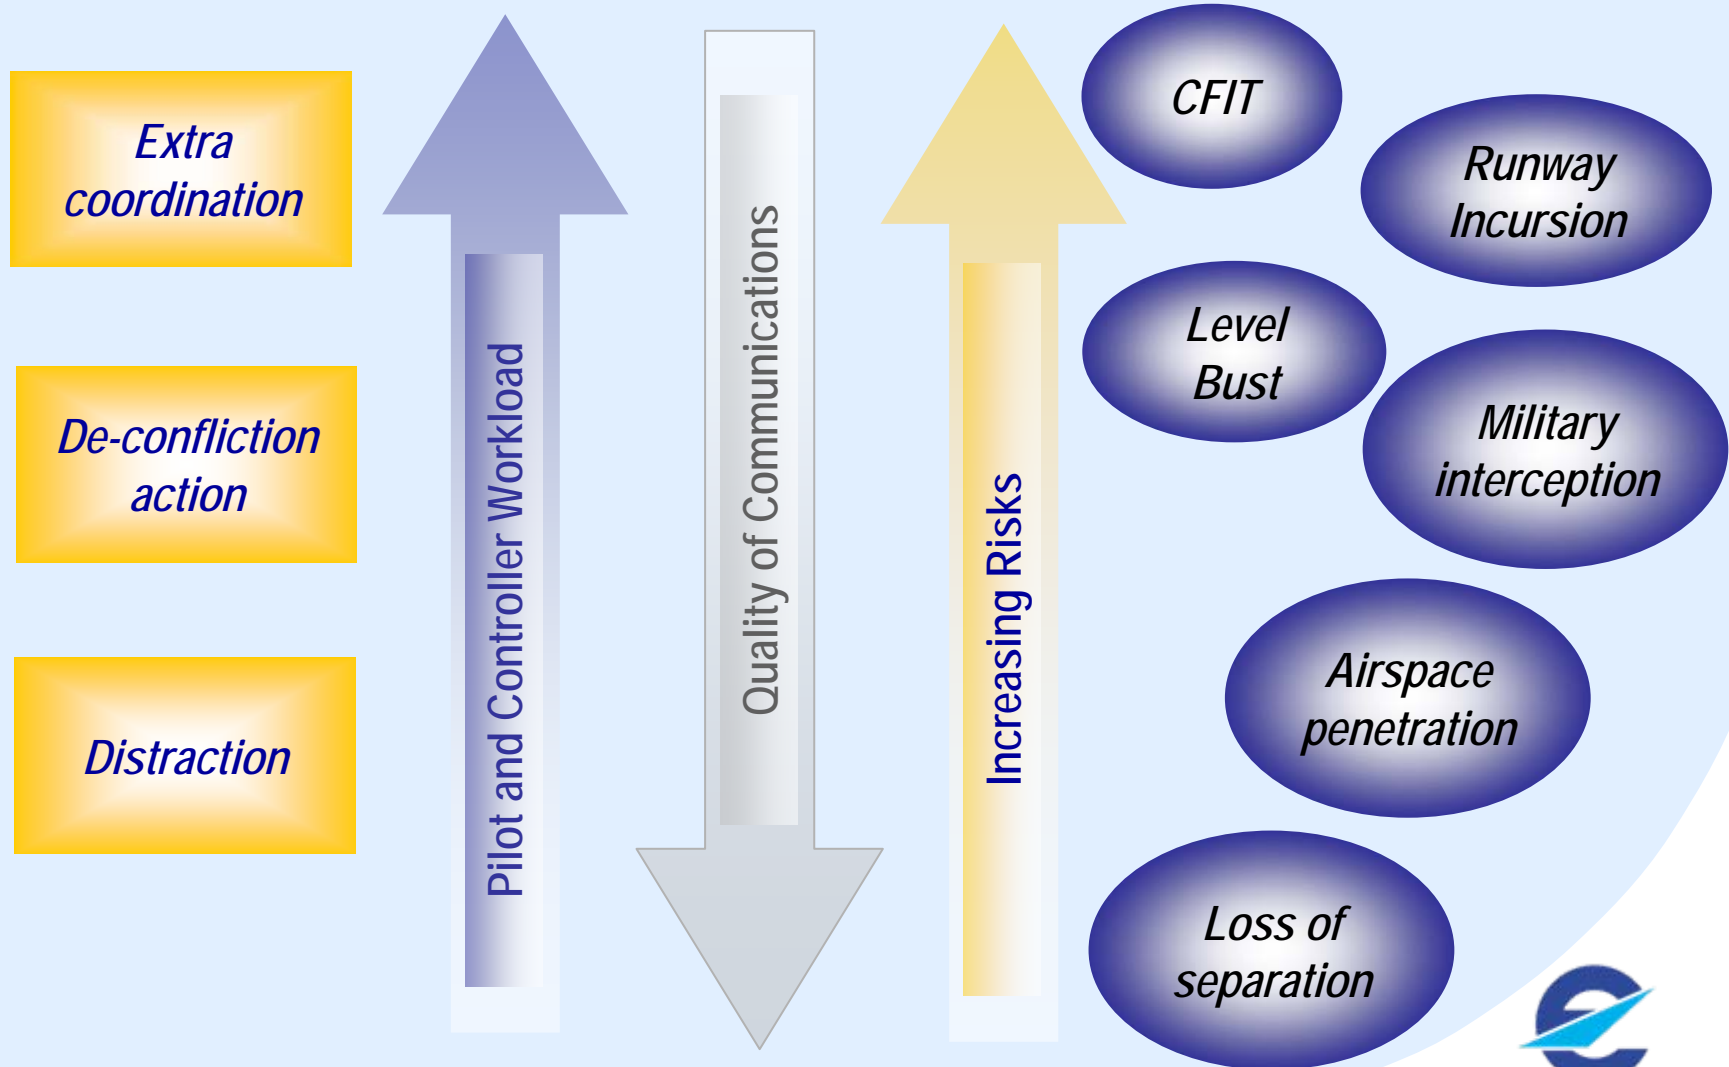 Extra
coordination
De-confliction
action
Distraction
Pilot and Controller Workload
Quality of Communications
Increasing Risks
CFIT
Runway
Incursion
Level
Bust
Military
interception
Airspace
penetration
Loss of
separation